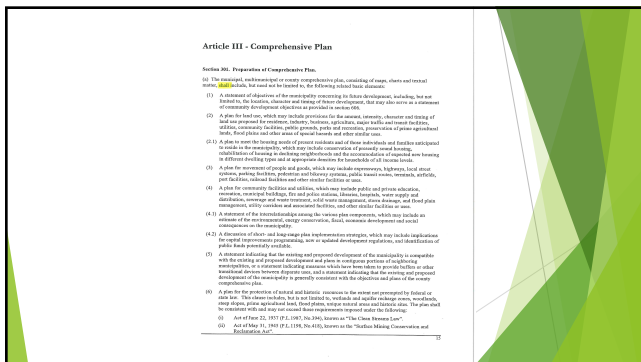 Article III - Comprehensive Plan
Section 301. Preparation of Comprehensive Plan.
(a) The municipal, multimunicipal or county comprehensive plan, consisting of maps, charts and textual
matter, shall include, but need not be limited to, the following related basic elements:
(1) A statement of objectives of the municipality concerning its future development, including, but not
limited to, the location, character and timing of future development, that may also serve as a statement
of community development objectives as provided in section 606.
(2) A plan for land use, which may include provisions for the amount, intensity, character and timing of
land use proposed for residence, industry, business, agriculture, major traffic and transit facilities,
utilities, community facilities, public grounds, parks and recreation, preservation of prime agricultural
lands, flood plains and other areas of special hazards and other similar uses.
(2.1) A plan to meet the housing needs of present residents and of those individuals and families anticipated
to reside in the municipality, which may include conservation of presently sound housing,
rehabilitation of housing in declining neighborhoods and the accommodation of expected new housing
in different dwelling types and at appropriate densities for households of all income levels.
(3) A plan for movement of people and goods, which may include expressways, highways, local street
systems, parking facilities, pedestrian and bikeway systems, public transit routes, terminals, airfields,
port facilities, railroad facilities and other similar facilities or uses.
(4) A plan for community facilities and utilities, which may include public and private education,
recreation, municipal buildings, fire and police stations, libraries, hospitals, water supply and
distribution, sewerage and waste treatment, solid waste management, storm drainage, and flood plain
management, utility corridors and associated facilities, and other similar facilities or uses.
(4.1) A statement of the interrelationships among the various plan components, which may include an
estimate of the environmental, energy conservation, fiscal, economic development and social
consequences on the municipality.
(4.2) A discussion of short- and long-range plan implementation strategies, which may include implications
for capital improvements programming, new or updated development regulations, and identification of
public funds potentially available.
(5) A statement indicating that the existing and proposed development of the municipality is compatible
with the existing and proposed development and plans in contiguous portions of neighboring
municipalities, or a statement indicating measures which have been taken to provide buffers or other
transitional devices between disparate uses, and a statement indicating that the existing and proposed
development of the municipality is generally consistent with the objectives and plans of the county
comprehensive plan.
(6) A plan for the protection of natural and historic resources to the extent not preempted by federal or
state law. This clause includes, but is not limited to, wetlands and aquifer recharge zones, woodlands,
steep slopes, prime agricultural land, flood plains, unique natural areas and historic sites. The plan shall
be consistent with and may not exceed those requirements imposed under the following:
(i) Act of June 22, 1937 (P.L.1987, No.394), known as "The Clean Streams Law".
(ii) Act of May 31, 1945 (P.L.1198, No.418), known as the "Surface Mining Conservation and
Reclamation Act".
15